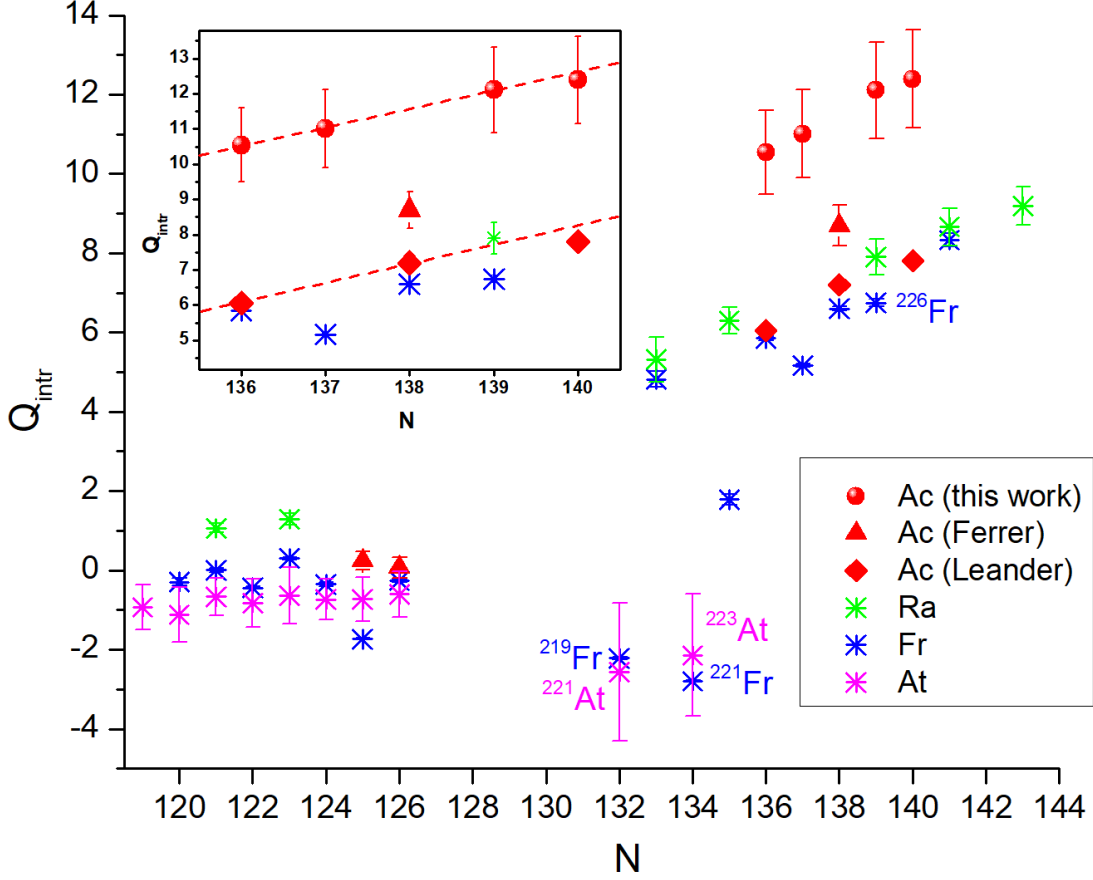 14
12
10
8
6
4
2
0
-2
-4
Q_intr
13
12
11
10
9
8
7
6
5
Q_intr
136 137 138 139 140
N
²²⁶Fr
Ac (this work)
Ac (Ferrer)
Ac (Leander)
Ra
Fr
At
²²³At
²¹⁹Fr
²²¹Fr
²²¹At
120 122 124 126 128 130 132 134 136 138 140 142 144
N